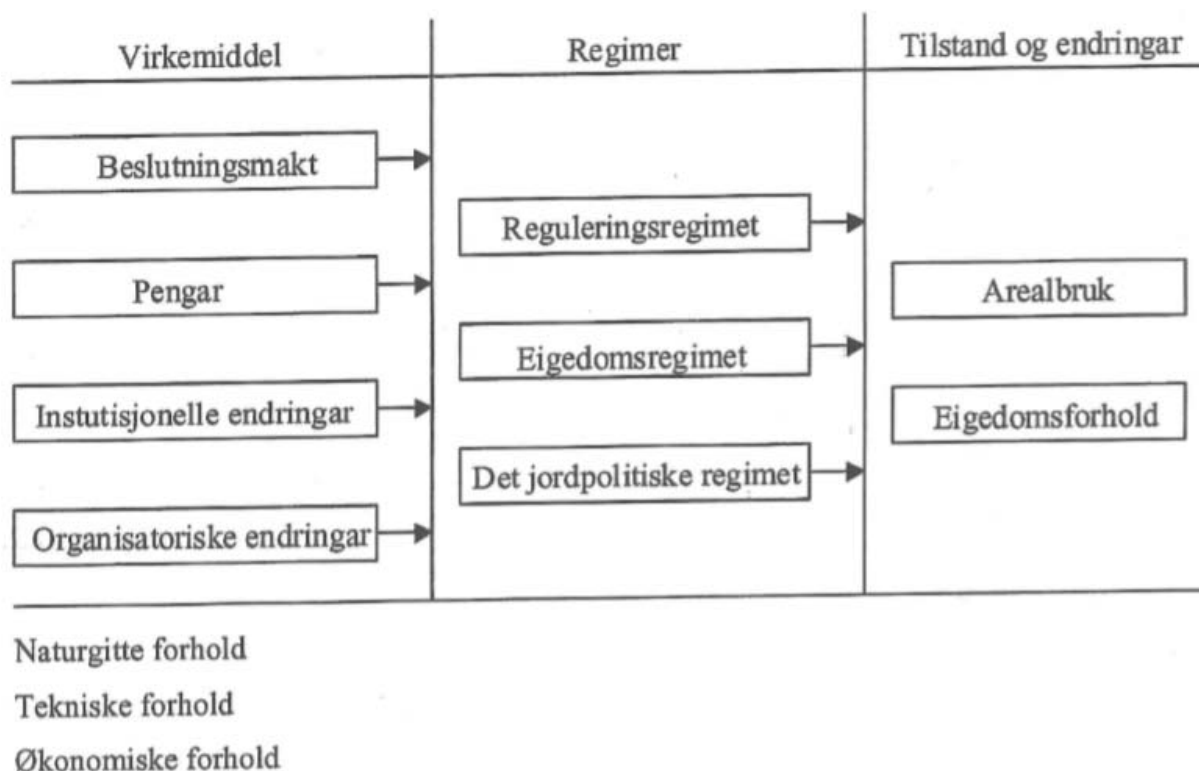 Virkemiddel
Regimer
Tilstand og endringar
Beslutningsmakt
Pengar
Instutisjonelle endringar
Organisatoriske endringar
Reguleringsregimet
Eigedomsregimet
Det jordpolitiske regimet
Arealbruk
Eigedomsforhold
Naturgitte forhold
Tekniske forhold
Økonomiske forhold